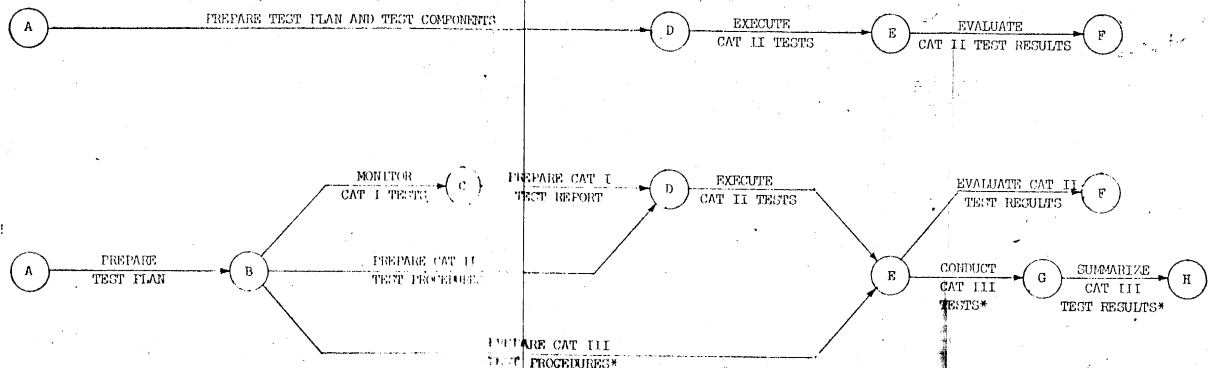 PREPARE TEST PLAN AND TEST COMPONENTS
A
D
EXECUTE
CAT II TESTS
E
EVALUATE
CAT II TEST RESULTS
F
MONITOR
CAT I TESTS
C
PREPARE CAT I
TEST REPORT
D
EXECUTE
CAT II TESTS
EVALUATE CAT II
TEST RESULTS
F
A
PREPARE
TEST PLAN
B
PREPARE CAT II
TEST PROCEDURES
E
CONDUCT
CAT III
TESTS*
G
SUMMARIZE
CAT III
TEST RESULTS*
H
PREPARE CAT III
TEST PROCEDURES*